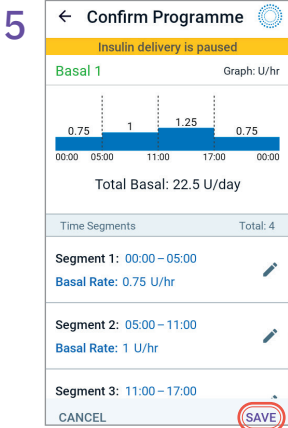 5
Confirm Programme
Insulin delivery is paused
Basal 1 Graph: U/hr
0.75 1 1.25 0.75
00:00 05:00 11:00 17:00 00:00
Total Basal: 22.5 U/day
Time Segments Total: 4
Segment 1: 00:00 – 05:00
Basal Rate: 0.75 U/hr
Segment 2: 05:00 – 11:00
Basal Rate: 1 U/hr
Segment 3: 11:00 – 17:00
CANCEL SAVE